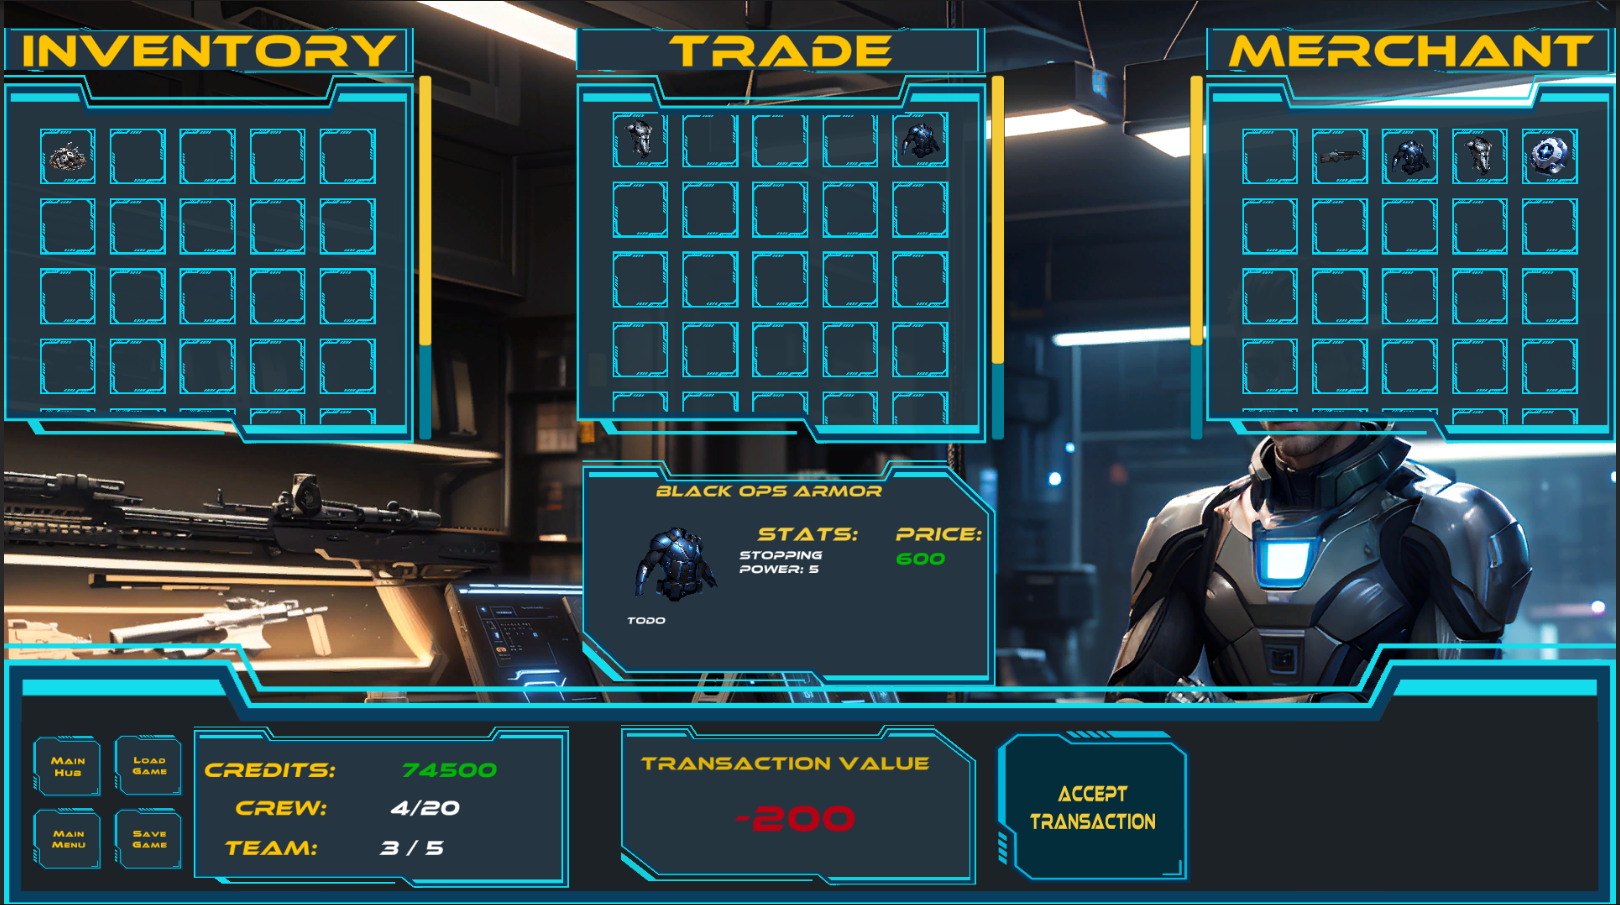 INVENTORY
TRADE
MERCHANT
BLACK OPS ARMOR
STATS:
PRICE:
STOPPING
POWER: 5
600
TODO
MAIN
HUB
LOAD
GAME
MAIN
MENU
SAVE
GAME
CREDITS: 74500
CREW: 4/20
TEAM: 3 / 5
TRANSACTION VALUE
-200
ACCEPT
TRANSACTION